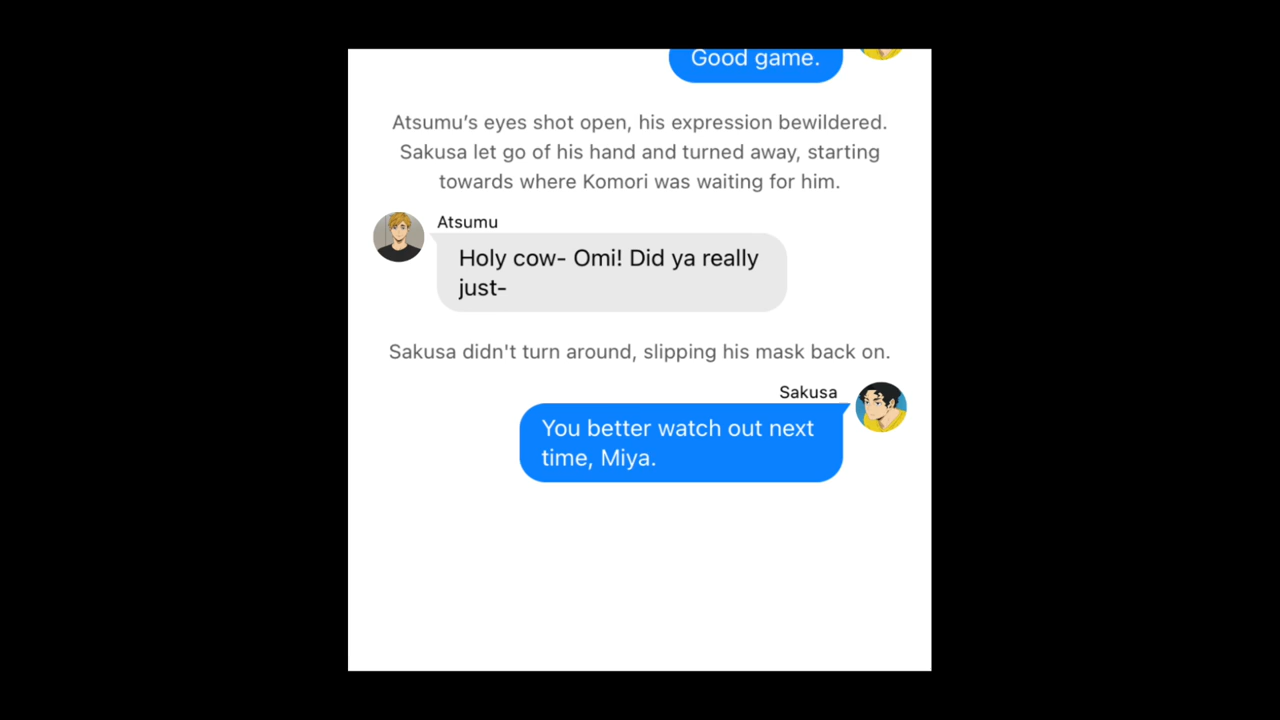 Good game.
Atsumu’s eyes shot open, his expression bewildered.
Sakusa let go of his hand and turned away, starting
towards where Komori was waiting for him.
Atsumu
Holy cow- Omi! Did ya really
just-
Sakusa didn't turn around, slipping his mask back on.
Sakusa
You better watch out next
time, Miya.